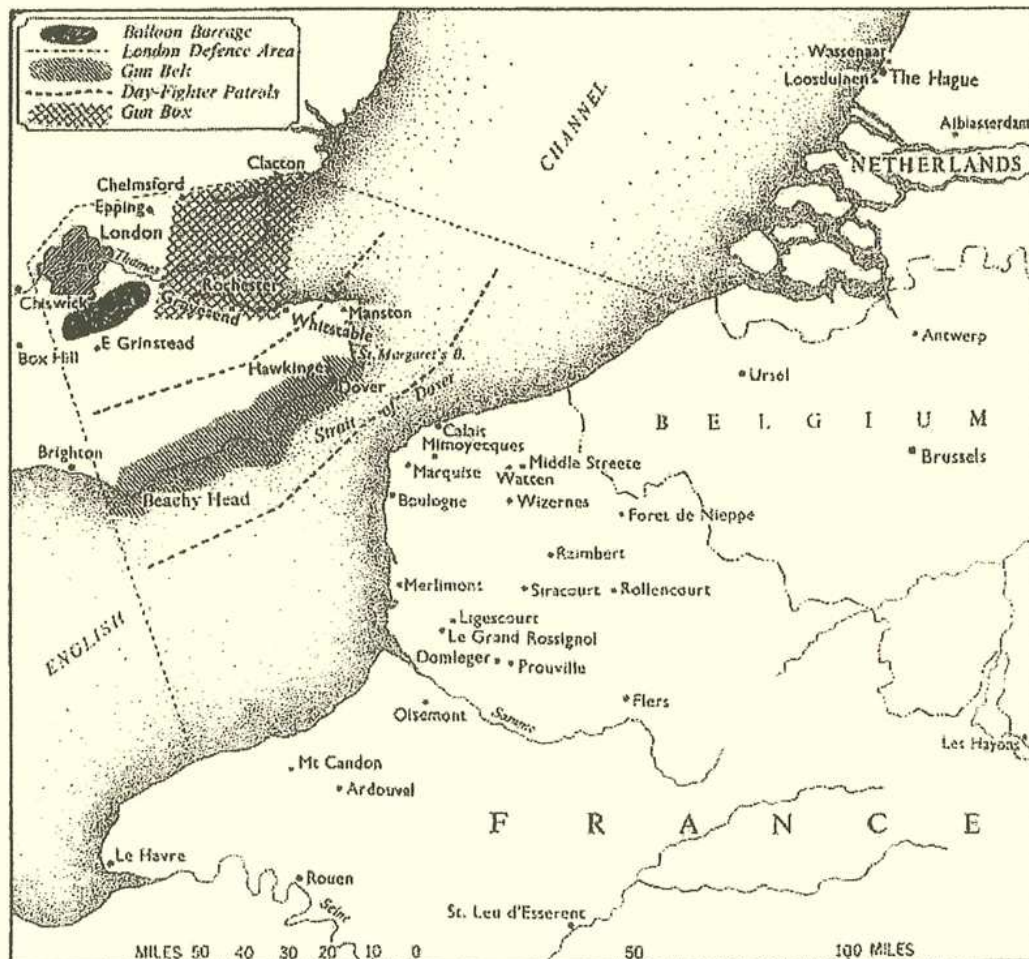 Balloon Barrage
London Defence Area
Gun Belt
Day-Fighter Patrols
Gun Box
Wassenaar
Loosduinen
The Hague
Alblasserdam
NETHERLANDS
CHANNEL
Clacton
Chelmsford
Epping
London
Thames
Chiswick
Rochester
Gravesend
Whitstable
Manston
Box Hill
E Grinstead
St. Margaret's B.
Hawkinge
Dover
Strait of Dover
Antwerp
Ursel
BELGIUM
Brussels
Brighton
Beachy Head
Calais
Mimoyecques
Marquise
Middle Streete
Watten
Boulogne
Wizernes
Foret de Nieppe
Raimbert
Merlimont
Siracourt
Rollencourt
ENGLISH
Ligescourt
Le Grand Rossignol
Domleger
Prouville
Oisemont
Somme
Flers
Les Hayons
Mt Candon
Ardouvel
FRANCE
Le Havre
Rouen
Seine
St. Leu d'Esserent
MILES 50 40 30 20 10 0 50 100 MILES